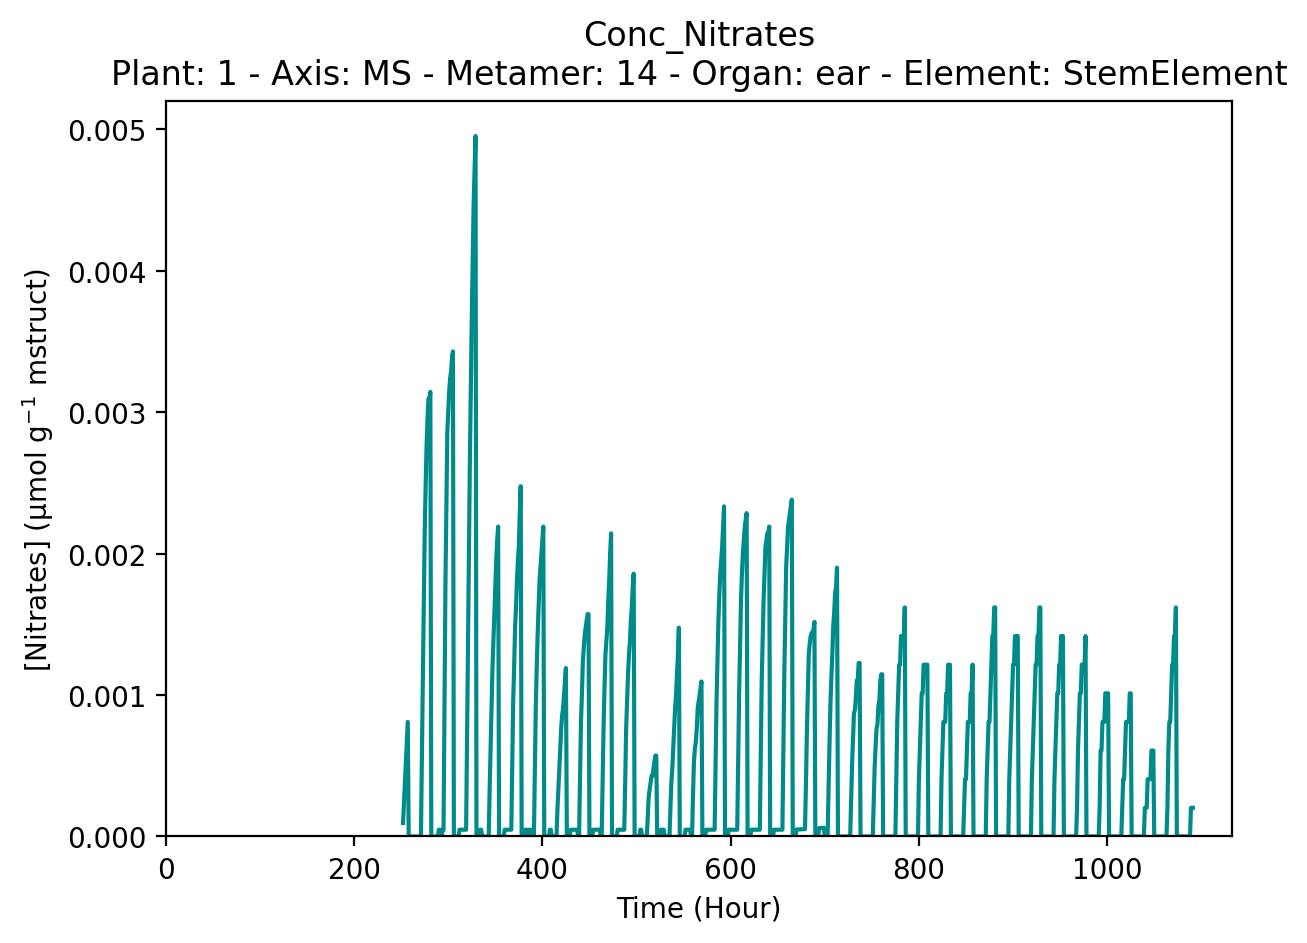 Conc_Nitrates
Plant: 1 - Axis: MS - Metamer: 14 - Organ: ear - Element: StemElement
[Nitrates] (µmol g⁻¹ mstruct)
0.005
0.004
0.003
0.002
0.001
0.000
0 200 400 600 800 1000
Time (Hour)